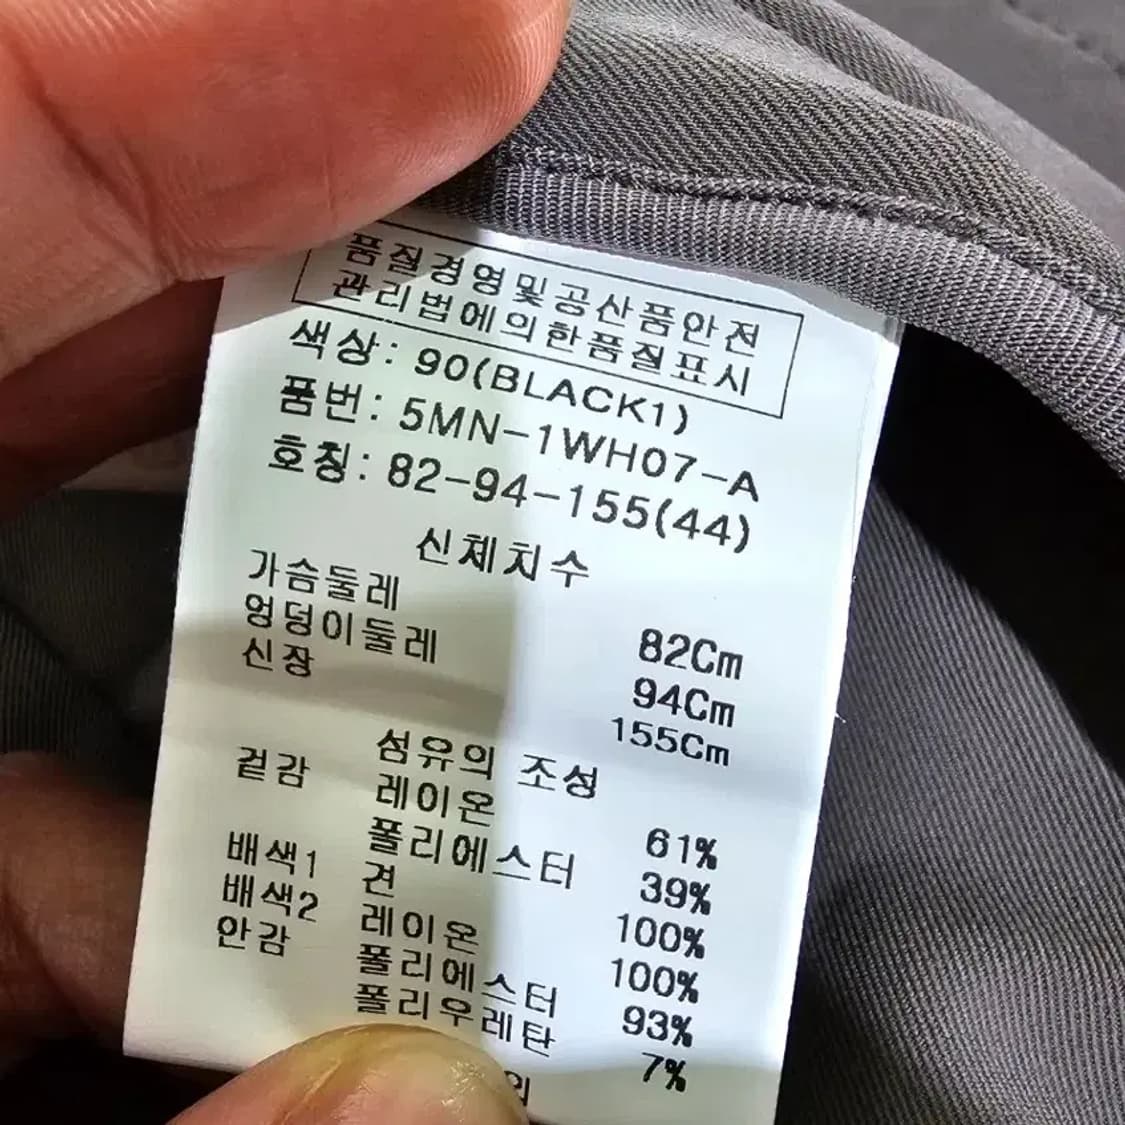 품질경영및공산품안전
관리법에의한품질표시
색상: 90(BLACK1)
품번: 5MN-1WH07-A
호칭: 82-94-155(44)
신체치수
가슴둘레 82Cm
엉덩이둘레 94Cm
신장 155Cm
섬유의 조성
겉감 레이온 61%
폴리에스터 39%
배색1 견 100%
배색2 레이온 100%
안감 폴리에스터 93%
폴리우레탄 7%